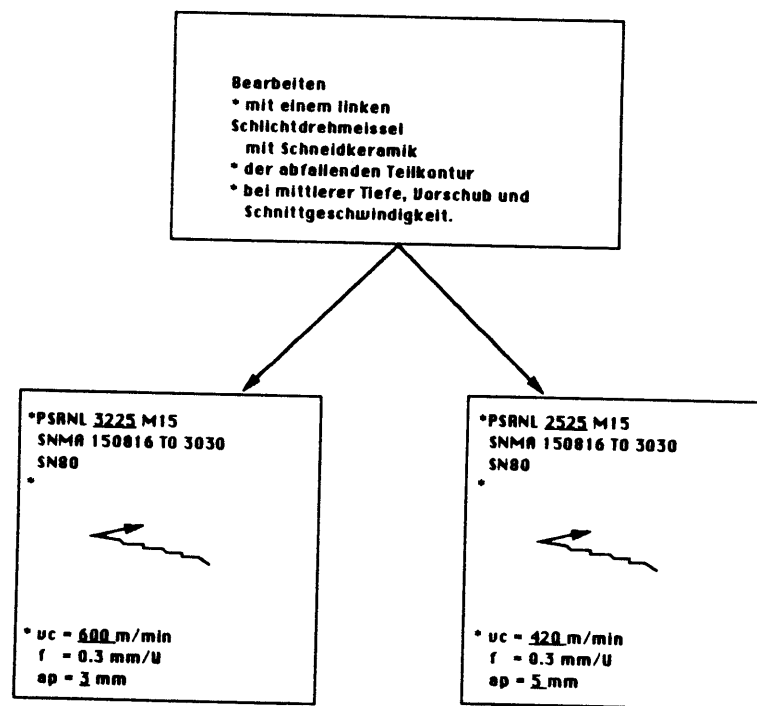 Bearbeiten
* mit einem linken
Schlichtdrehmeissel
mit Schneidkeramik
* der abfallenden Teilkontur
* bei mittlerer Tiefe, Vorschub und
Schnittgeschwindigkeit.
*PSRNL 3225 M15
SNMA 150816 TO 3030
SN80
*
* vc = 600 m/min
f = 0.3 mm/U
ap = 3 mm
*PSRNL 2525 M15
SNMA 150816 TO 3030
SN80
*
* vc = 420 m/min
f = 0.3 mm/U
ap = 5 mm